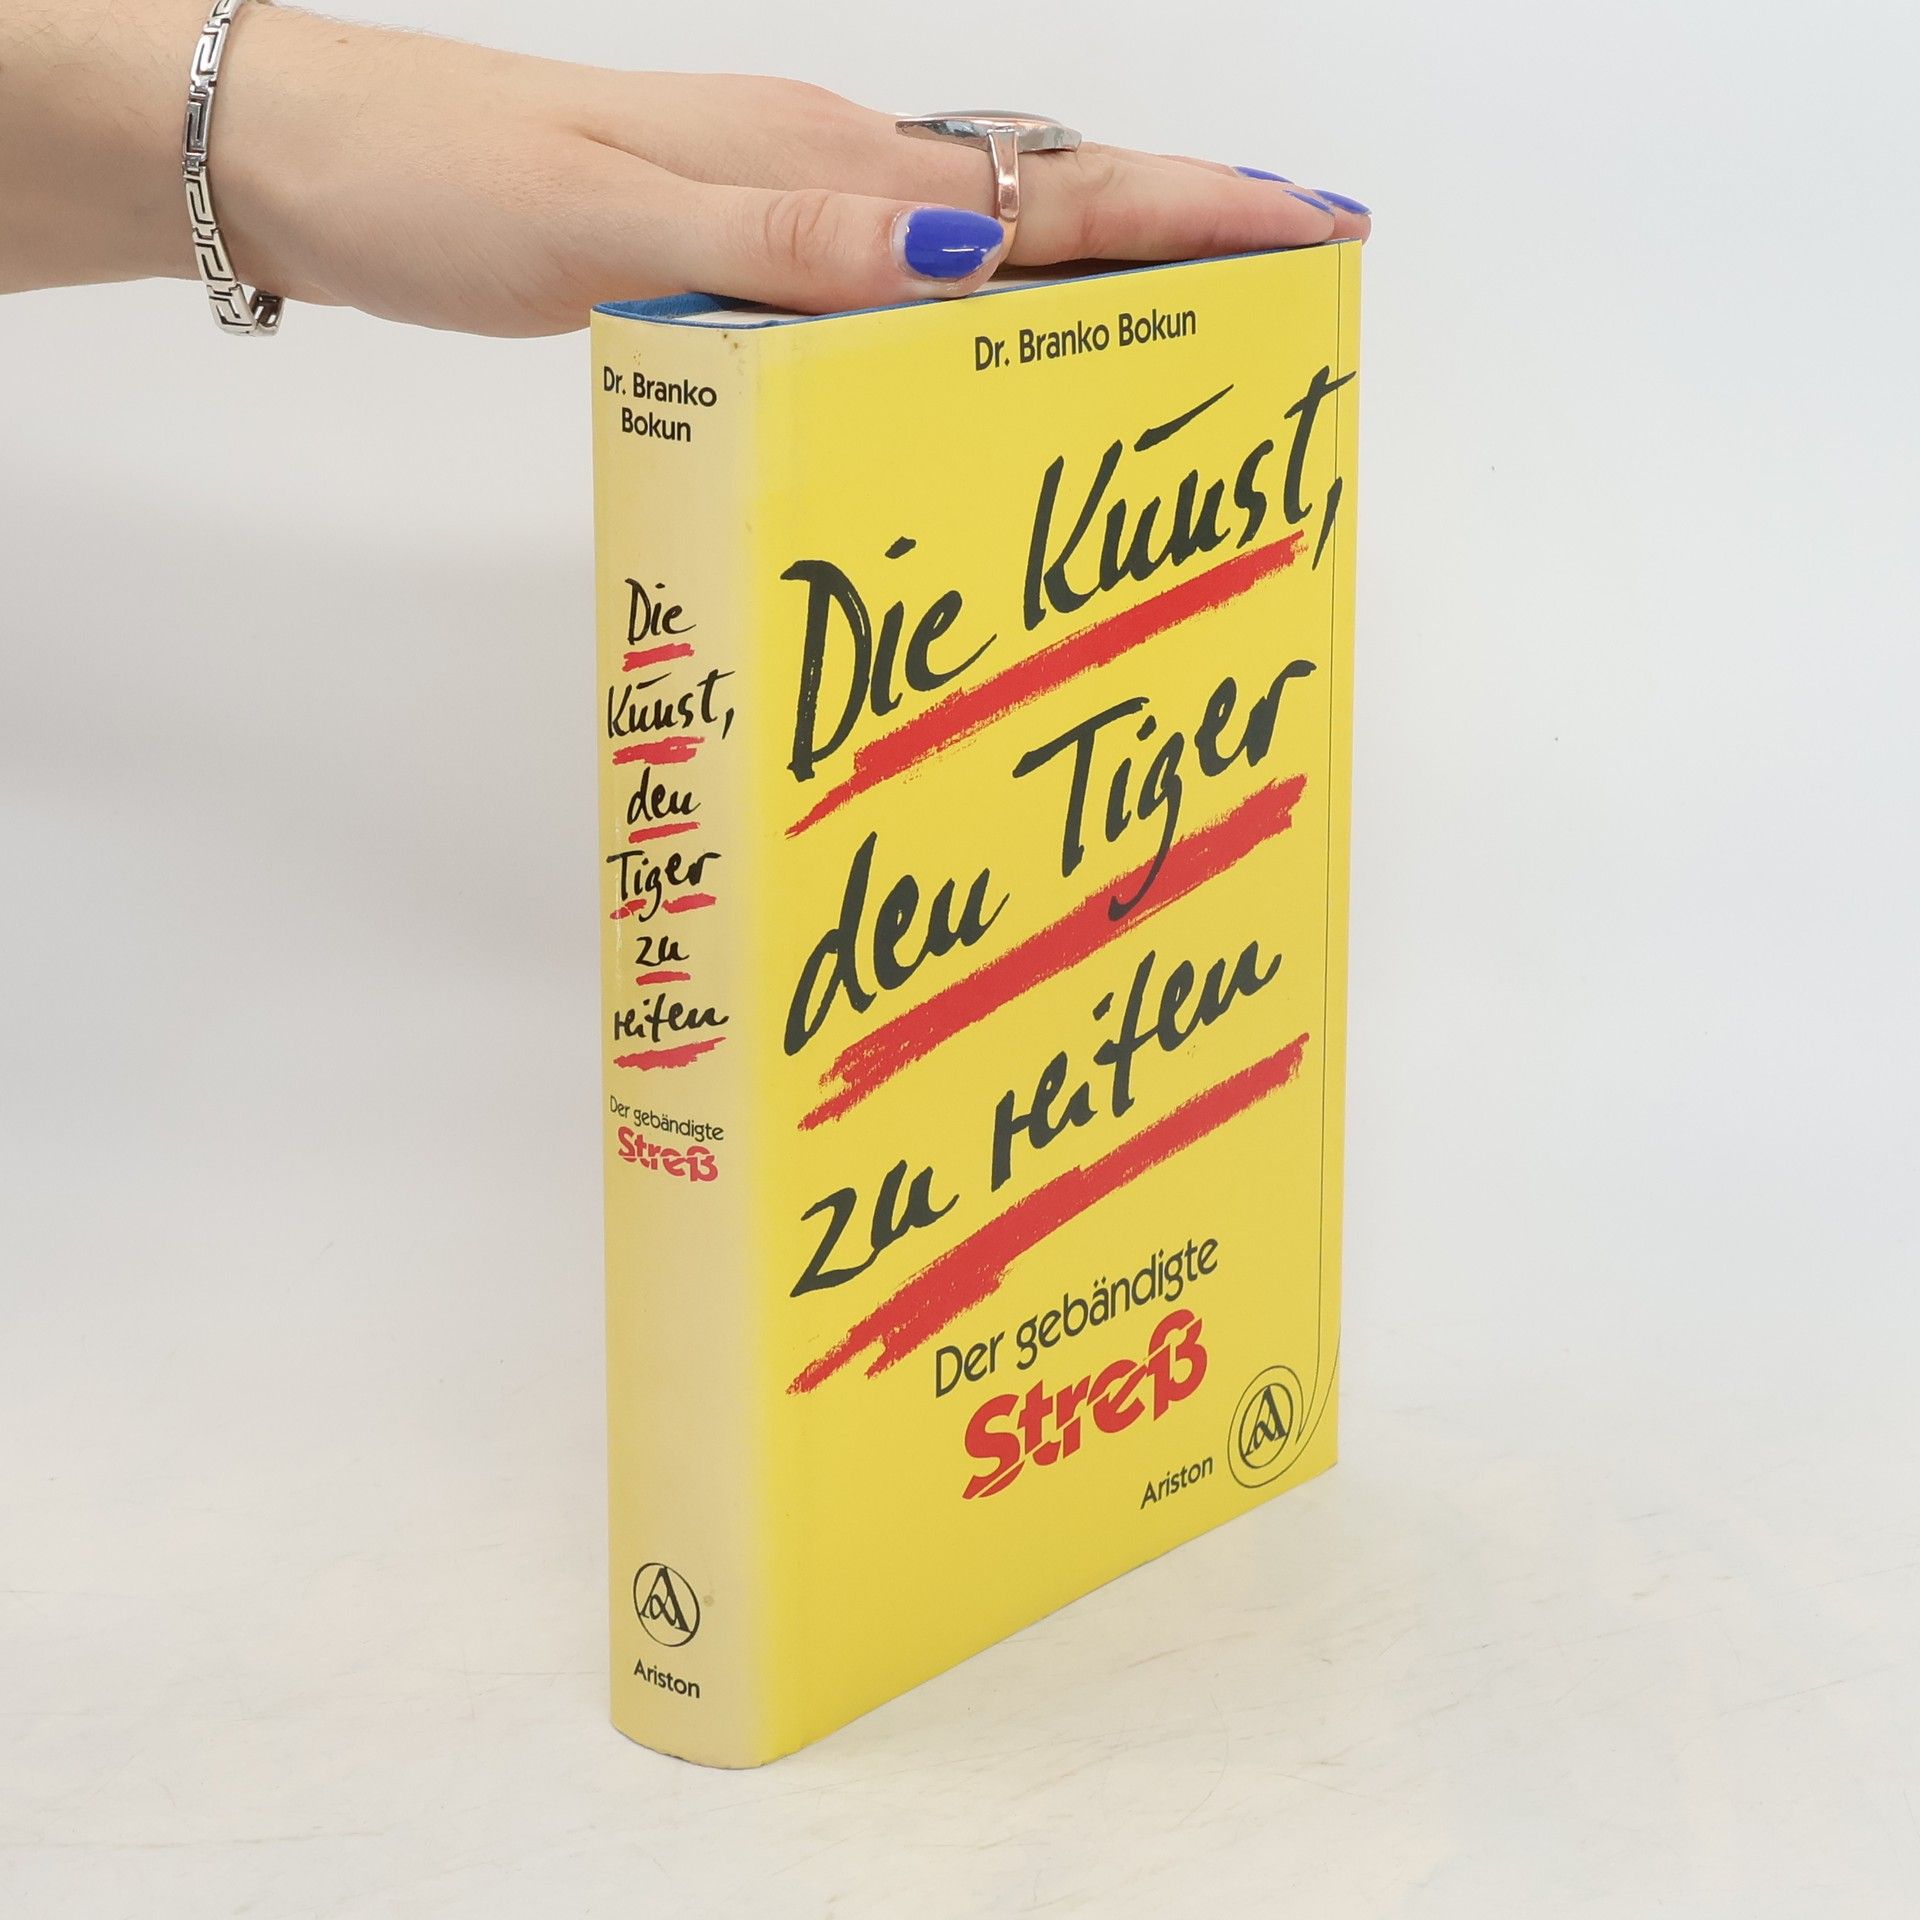 Dr. Branko
Bokun
Die
Kunst,
den
Tiger
zu
reiten
Der gebändigte
Streß
Ariston
Dr. Branko Bokun
Die Kunst,
den Tiger
zu reiten
Der gebändigte
Streß
Ariston